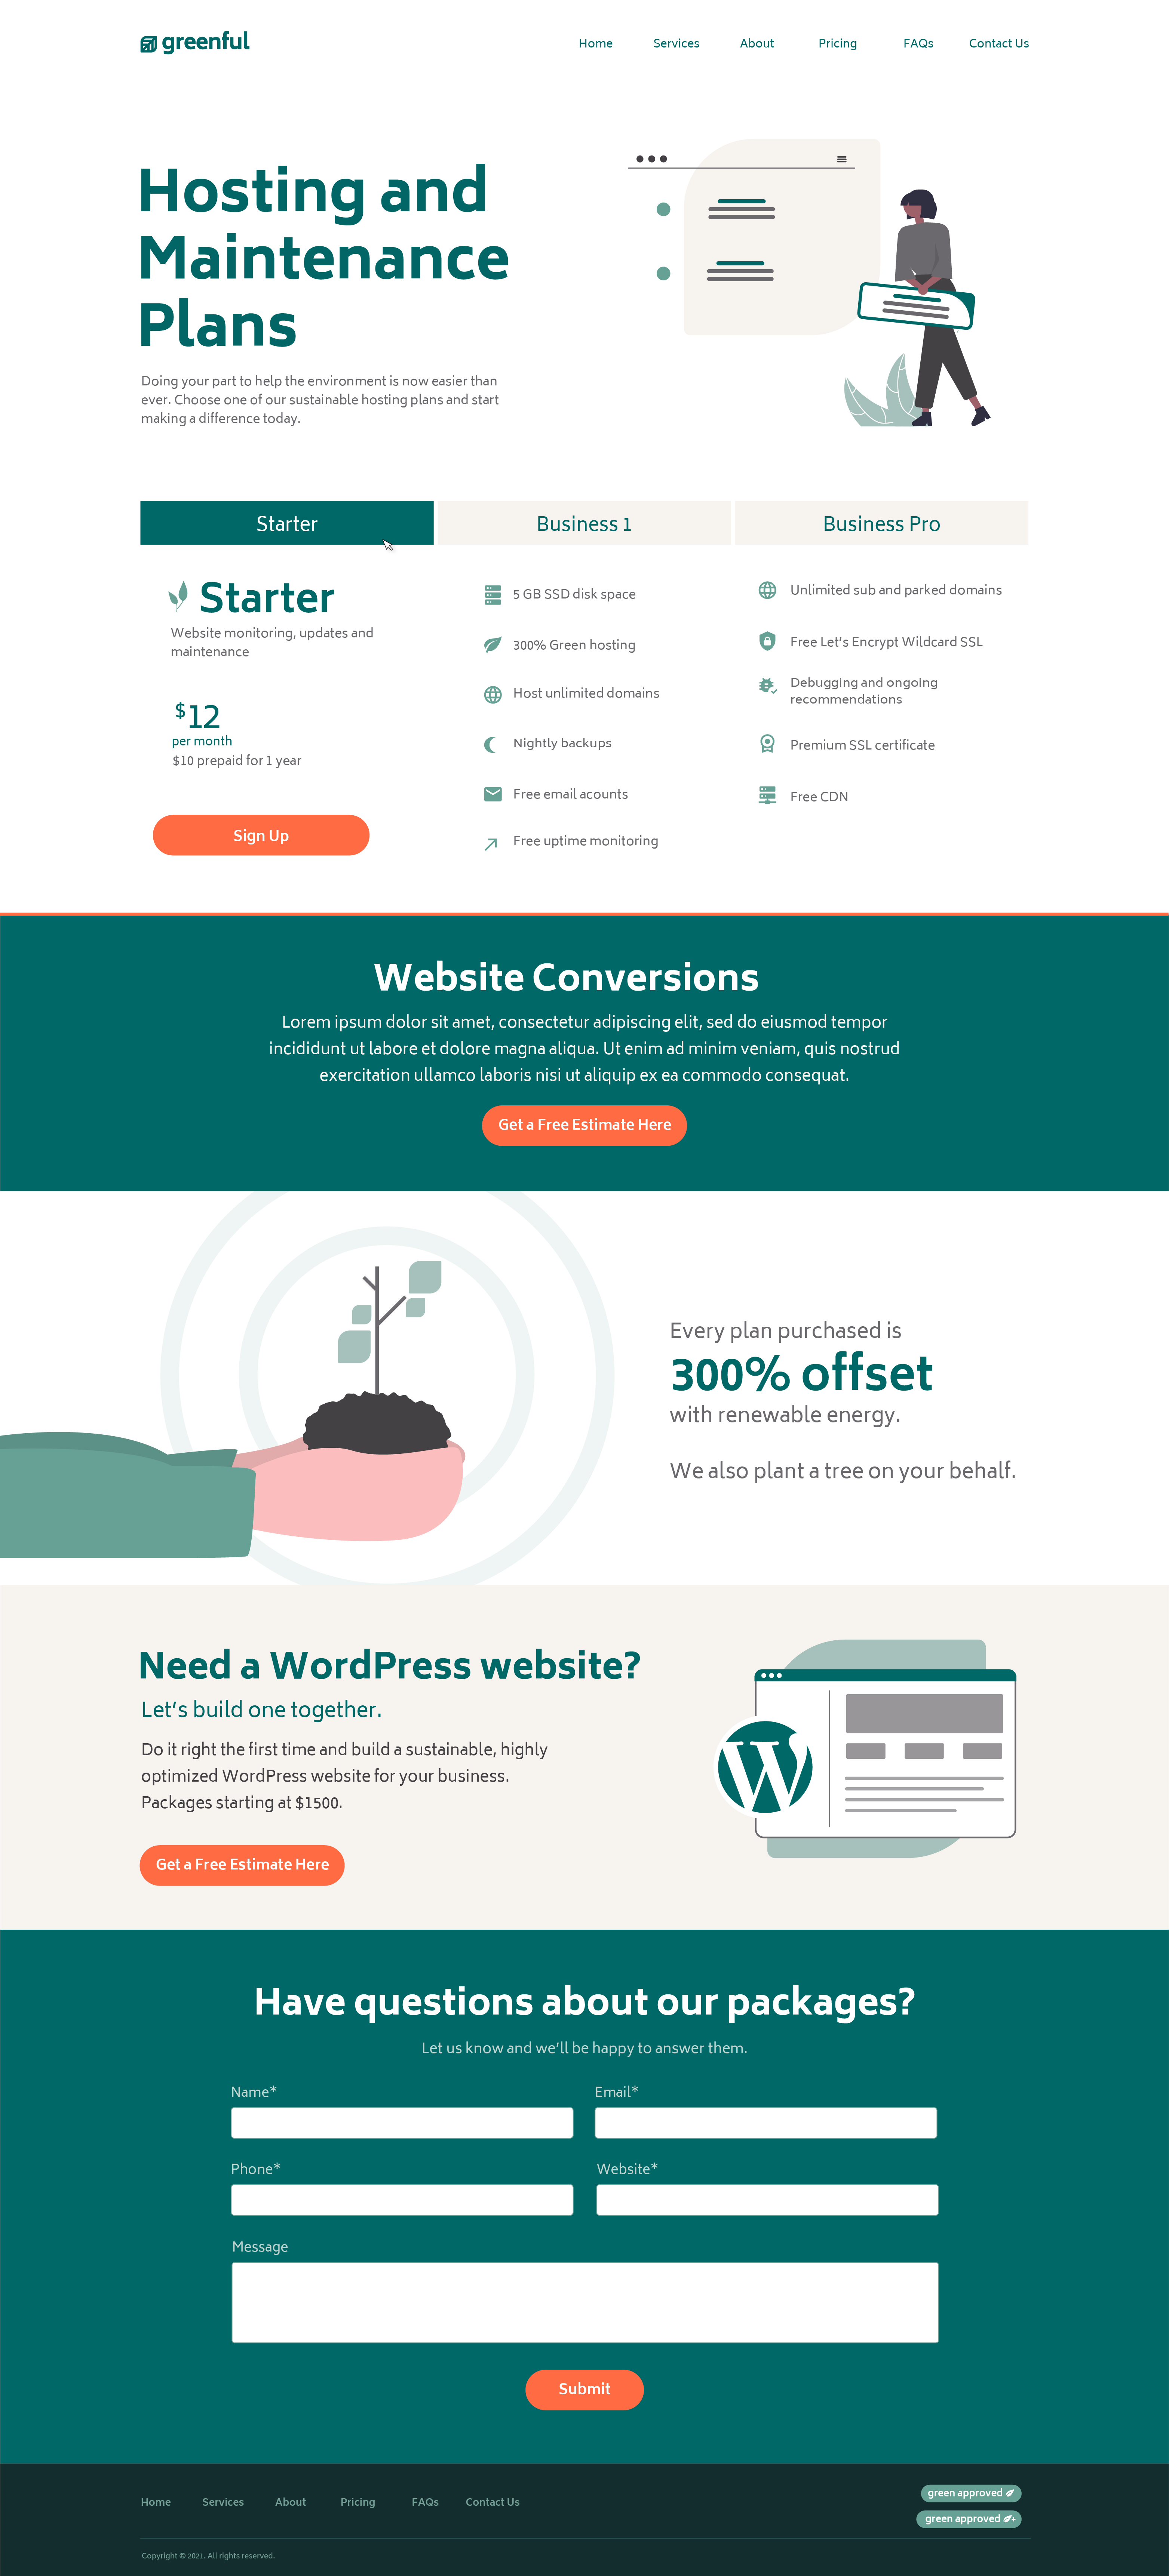 greenful
Home Services About Pricing FAQs Contact Us
Hosting and
Maintenance
Plans
Doing your part to help the environment is now easier than
ever. Choose one of our sustainable hosting plans and start
making a difference today.
Starter
Business 1
Business Pro
Starter
Website monitoring, updates and
maintenance
$12
per month
$10 prepaid for 1 year
Sign Up
5 GB SSD disk space
300% Green hosting
Host unlimited domains
Nightly backups
Free email acounts
Free uptime monitoring
Unlimited sub and parked domains
Free Let's Encrypt Wildcard SSL
Debugging and ongoing
recommendations
Premium SSL certificate
Free CDN
Website Conversions
Lorem ipsum dolor sit amet, consectetur adipiscing elit, sed do eiusmod tempor
incididunt ut labore et dolore magna aliqua. Ut enim ad minim veniam, quis nostrud
exercitation ullamco laboris nisi ut aliquip ex ea commodo consequat.
Get a Free Estimate Here
Every plan purchased is
300% offset
with renewable energy.
We also plant a tree on your behalf.
Need a WordPress website?
Let's build one together.
Do it right the first time and build a sustainable, highly
optimized WordPress website for your business.
Packages starting at $1500.
Get a Free Estimate Here
W
Have questions about our packages?
Let us know and we'll be happy to answer them.
Name*
Email*
Phone*
Website*
Message
Submit
Home Services About Pricing FAQs Contact Us
green approved
green approved
Copyright © 2021. All rights reserved.